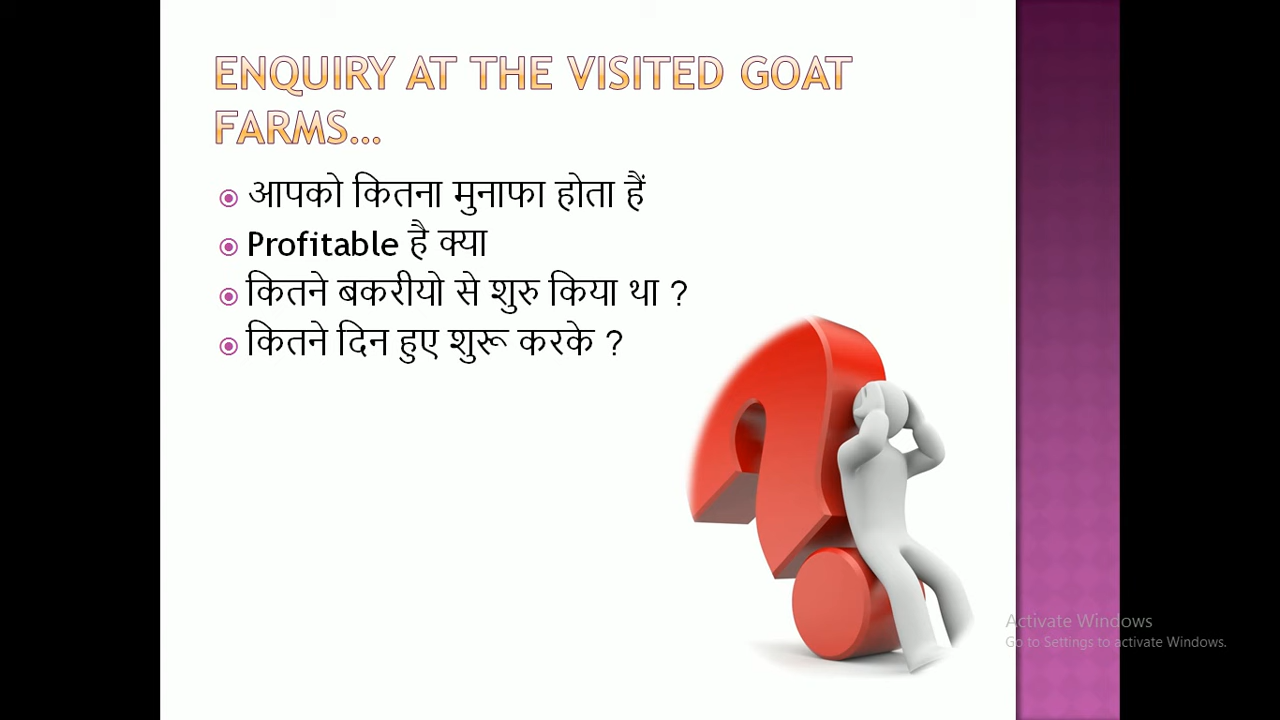 ENQUIRY AT THE VISITED GOAT
FARMS...
आपको कितना मुनाफा होता हैं
Profitable है क्या
कितने बकरीयो से शुरु किया था ?
कितने दिन हुए शुरू करके ?
Activate Windows
Go to Settings to activate Windows.